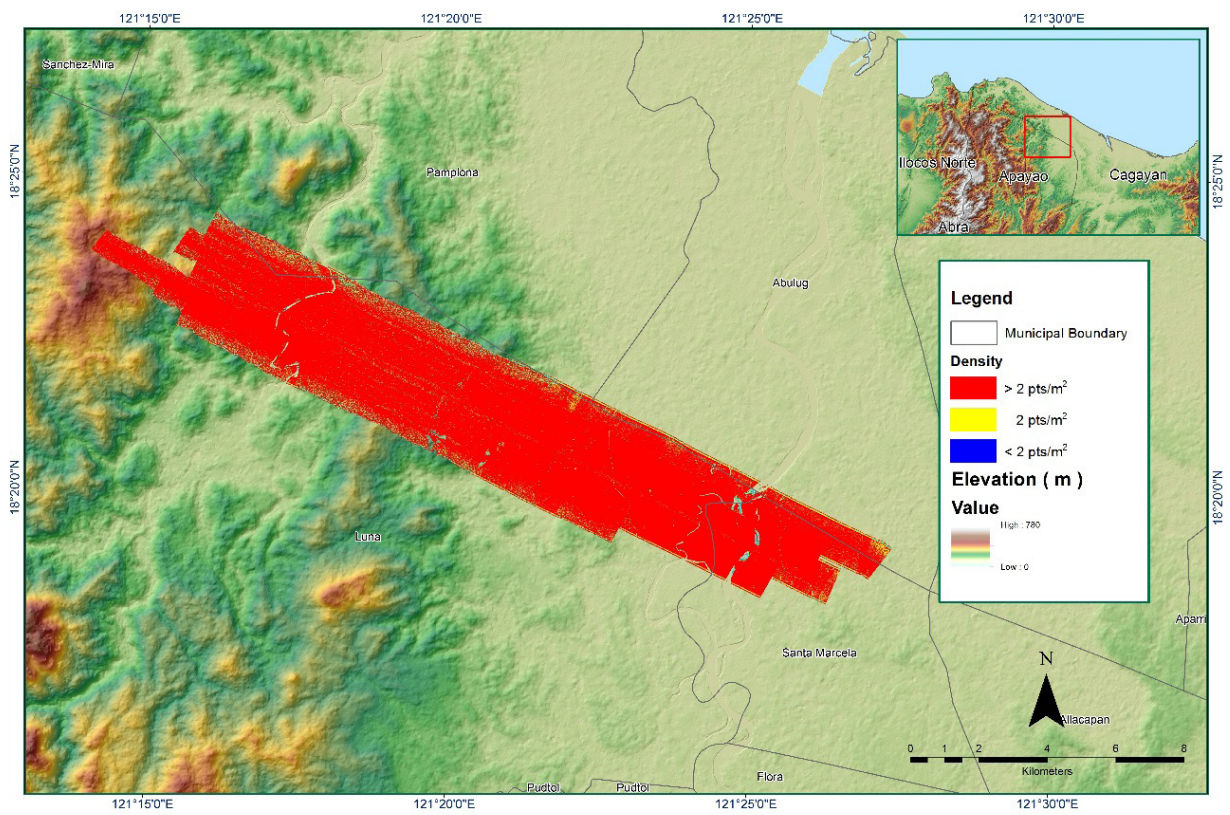 121°15'0"E
121°20'0"E
121°25'0"E
121°30'0"E
Sanchez-Mira
Pamplona
Abulug
Luna
Santa Marcela
Aparri
Allacapan
Flora
Pudtol
Pudtol
18°25'0"N
18°20'0"N
18°25'0"N
18°20'0"N
Ilocos Norte
Apayao
Cagayan
Abra
Legend
Municipal Boundary
Density
> 2 pts/m²
2 pts/m²
< 2 pts/m²
Elevation ( m )
Value
High : 780
Low : 0
N
0 1 2 4 6 8
Kilometers
121°15'0"E
121°20'0"E
121°25'0"E
121°30'0"E